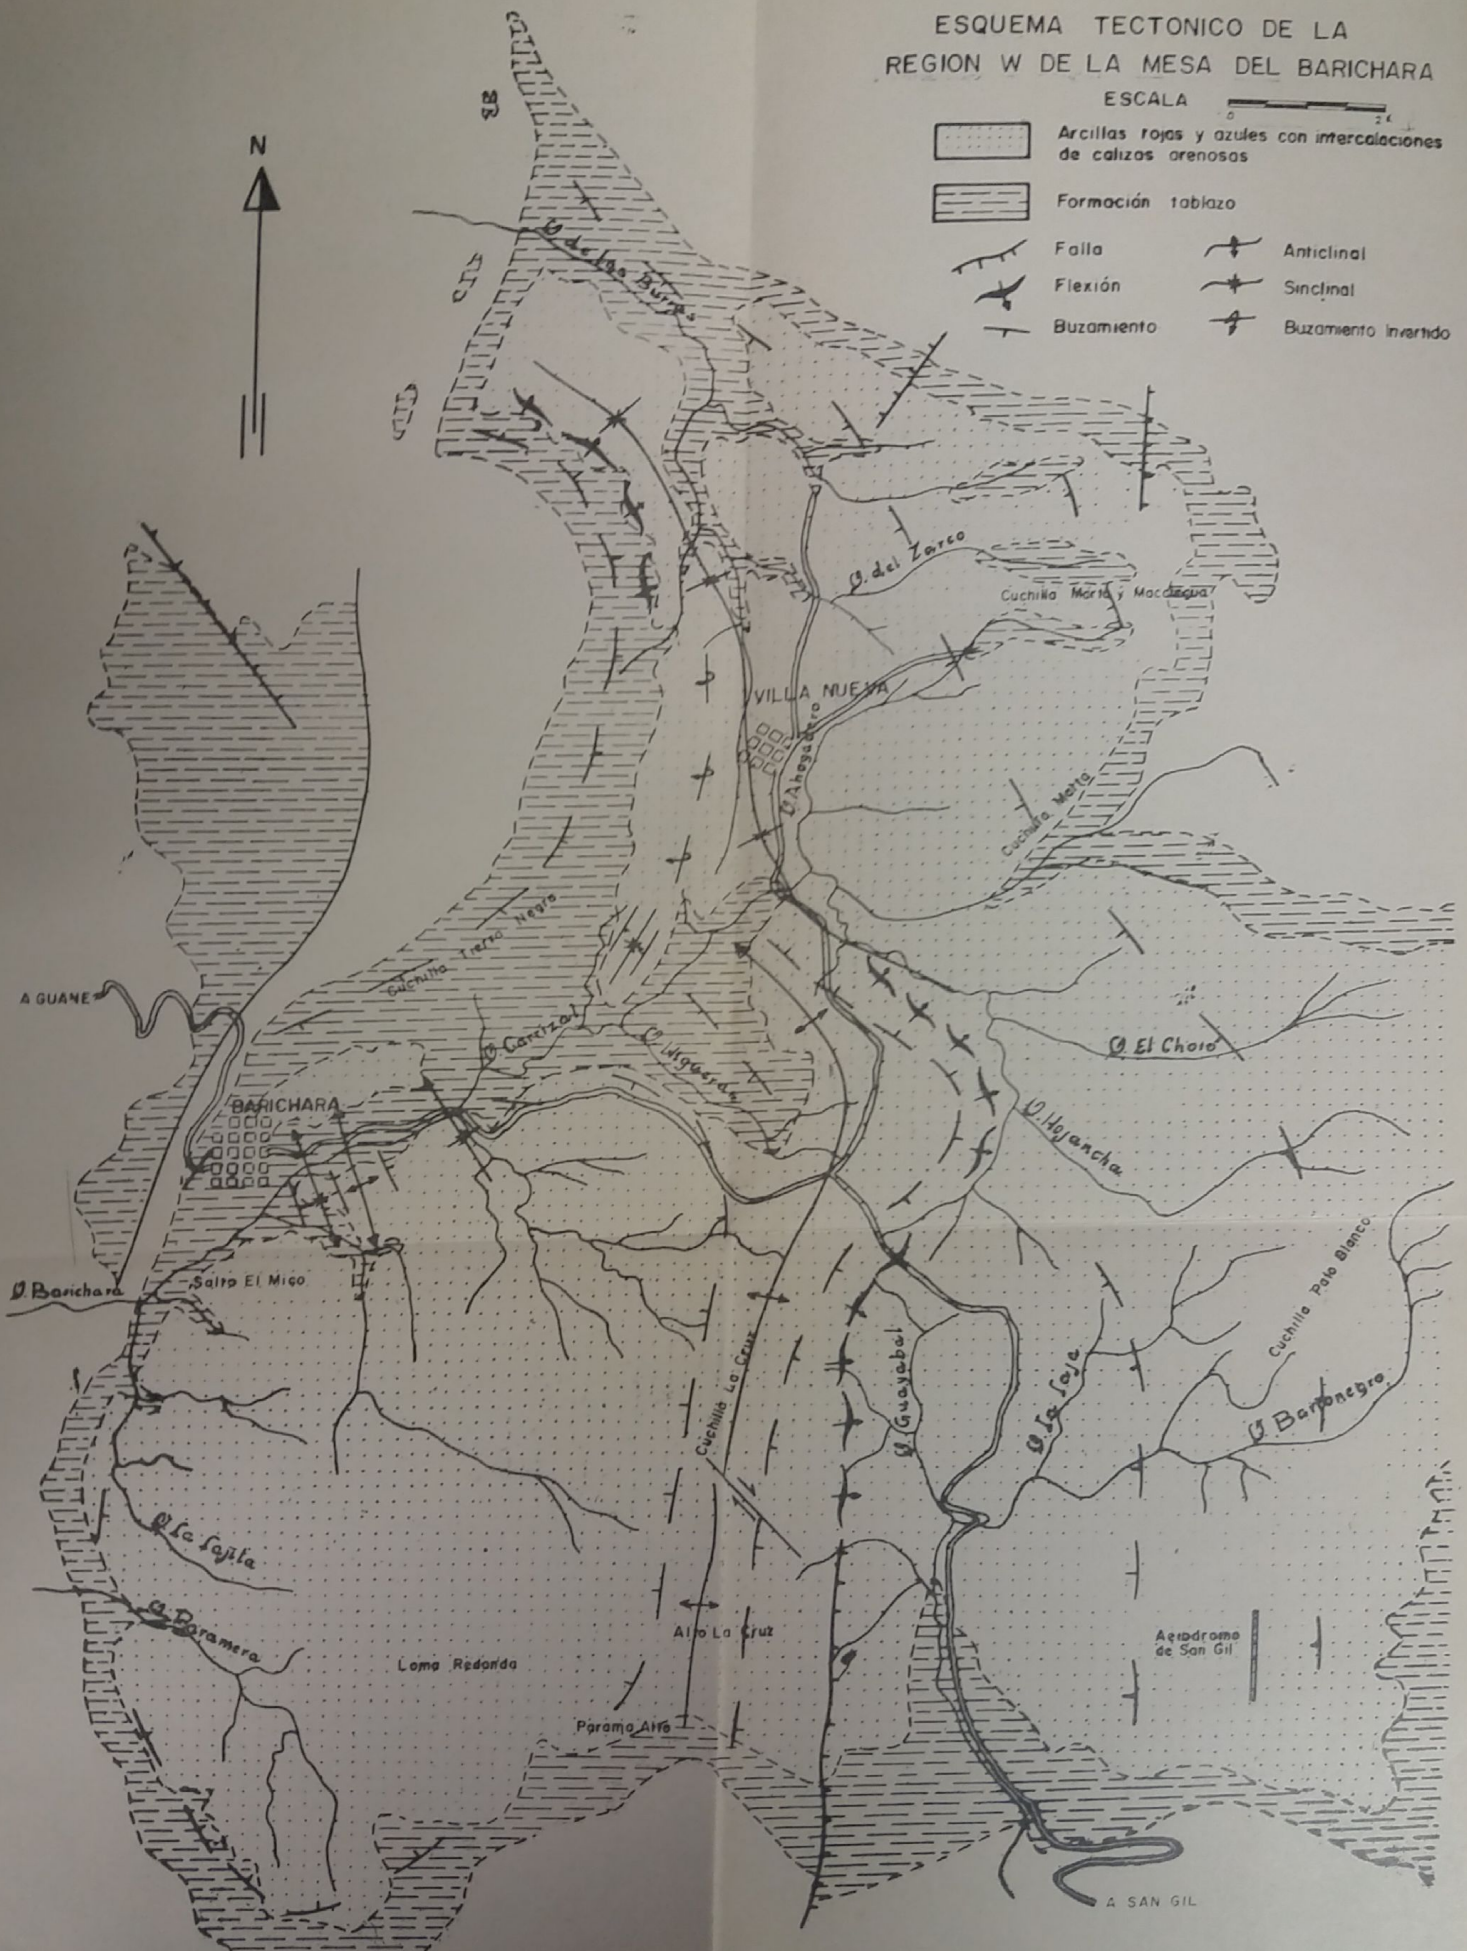 ESQUEMA TECTONICO DE LA
REGION W DE LA MESA DEL BARICHARA
ESCALA
0
Arcillas rojas y azules con intercalaciones
de calizas arenosas
Formación tablazo
Falla
Anticlinal
Flexión
Sinclinal
Buzamiento
Buzamiento Invertido
N
Q. de las Burras
Q. del Zarco
Cuchilla Marta y Macaregua
VILLA NUEVA
Q. Ahogadero
Cuchilla Marta
Cuchilla Tierra Negra
A GUANE
Q. Carrizal
Q. El Choro
BARICHARA
Q. Hojancha
Salto El Mico
Q. Barichara
Cuchilla La Cruz
Q. Guayabal
Q. La Laja
Cuchilla Palo Blanco
Q. Barronegro
Q. La Lajita
Q. Paramera
Alto La Cruz
Aerodromo
de San Gil
Loma Redonda
Paramo Alto
A SAN GIL